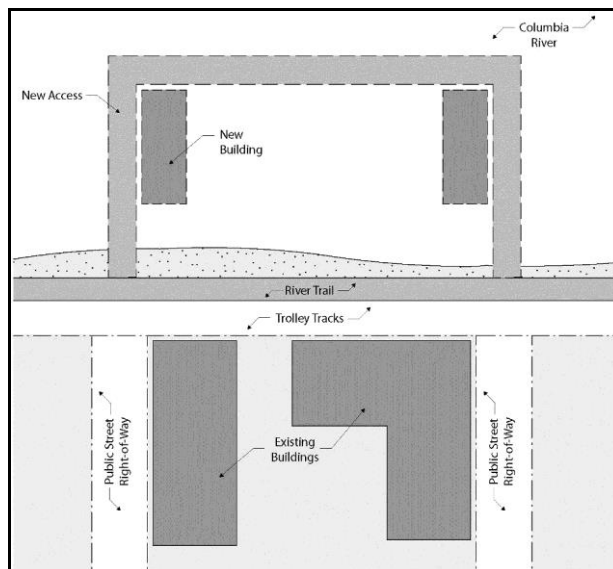 Columbia
River
New Access
New
Building
River Trail
Trolley Tracks
Public Street
Right-of-Way
Existing
Buildings
Public Street
Right-of-Way